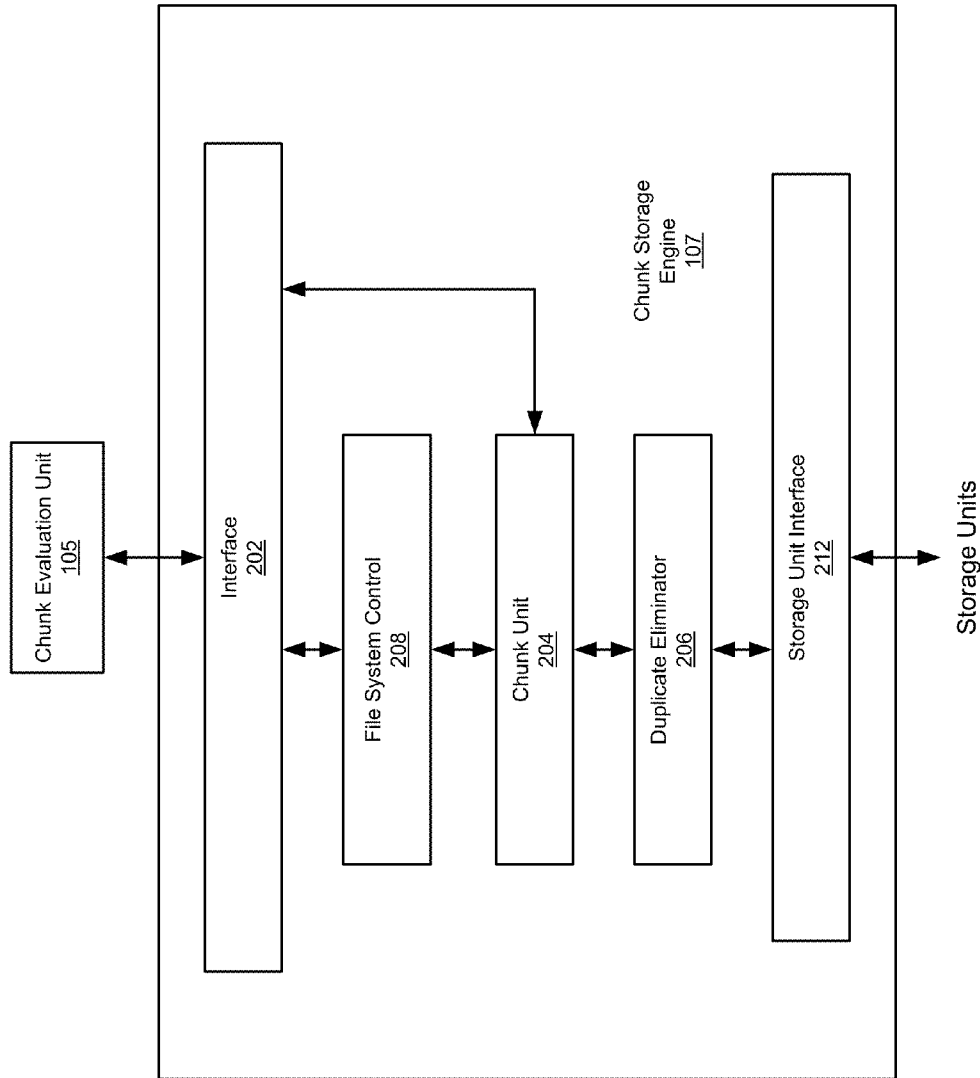 Chunk Evaluation Unit
105
Interface
202
File System Control
208
Chunk Unit
204
Duplicate Eliminator
206
Chunk Storage
Engine
107
Storage Unit Interface
212
Storage Units